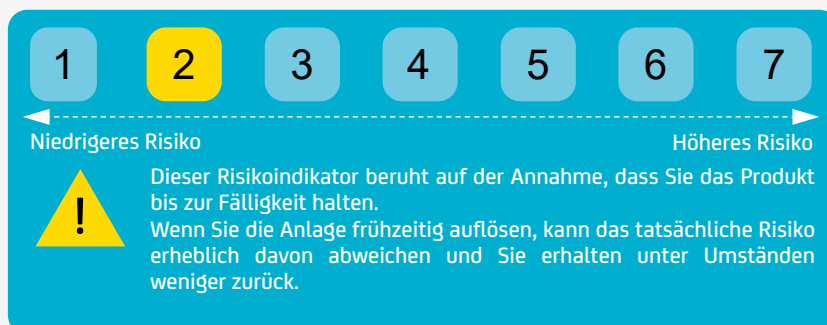 1 2 3 4 5 6 7
Niedrigeres Risiko Höheres Risiko
! Dieser Risikoindikator beruht auf der Annahme, dass Sie das Produkt
bis zur Fälligkeit halten.
Wenn Sie die Anlage frühzeitig auflösen, kann das tatsächliche Risiko
erheblich davon abweichen und Sie erhalten unter Umständen
weniger zurück.